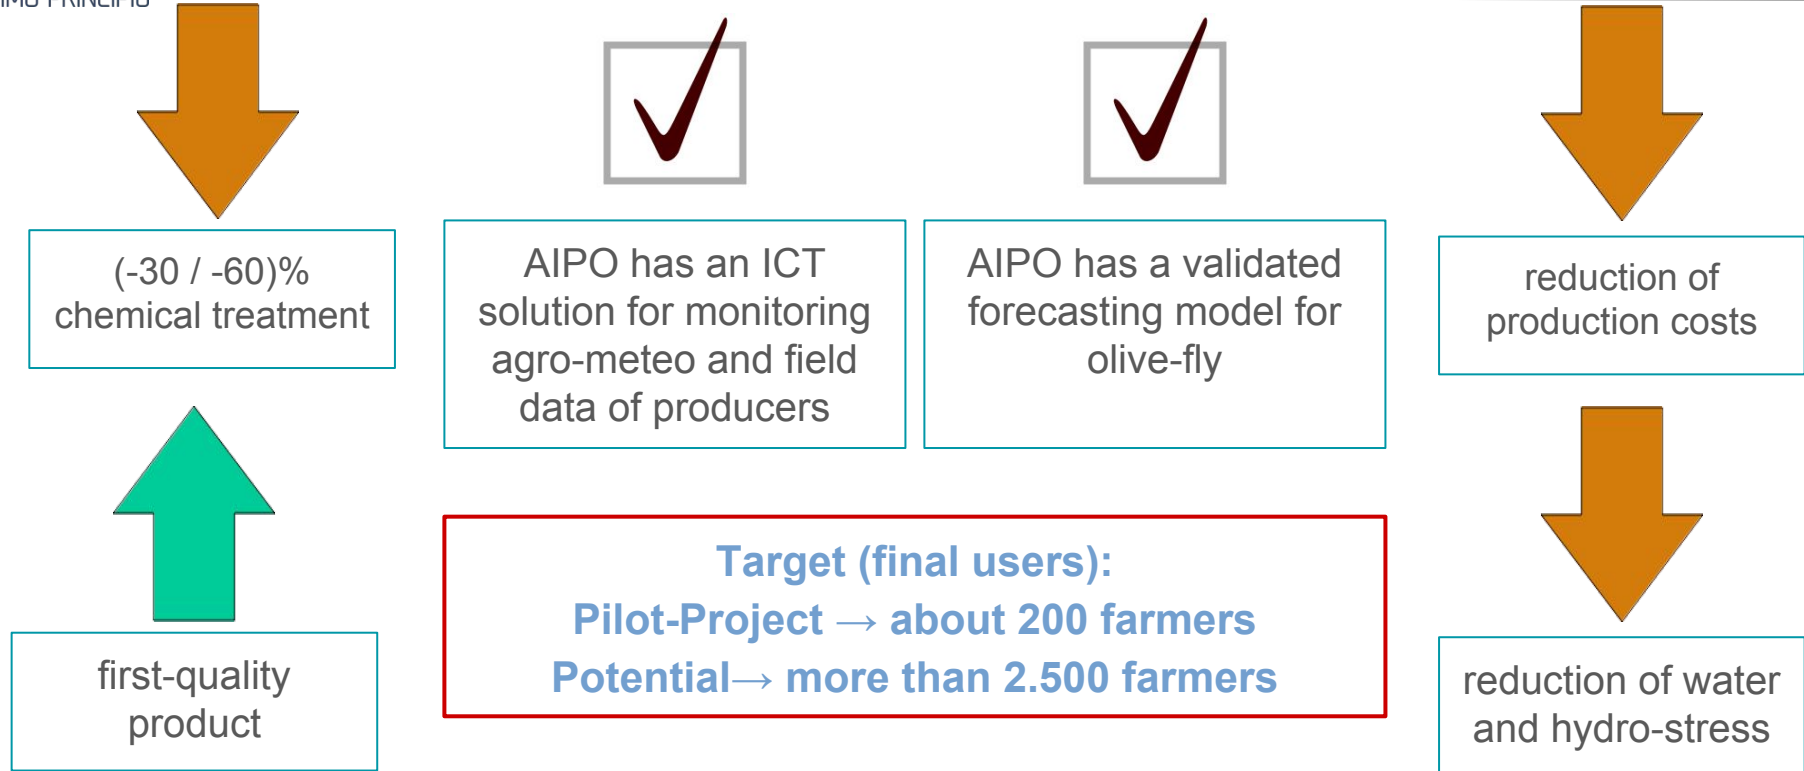 (-30 / -60)%
chemical treatment
AIPO has an ICT
solution for monitoring
agro-meteo and field
data of producers
AIPO has a validated
forecasting model for
olive-fly
reduction of
production costs
Target (final users):
Pilot-Project → about 200 farmers
Potential→ more than 2.500 farmers
first-quality
product
reduction of water
and hydro-stress